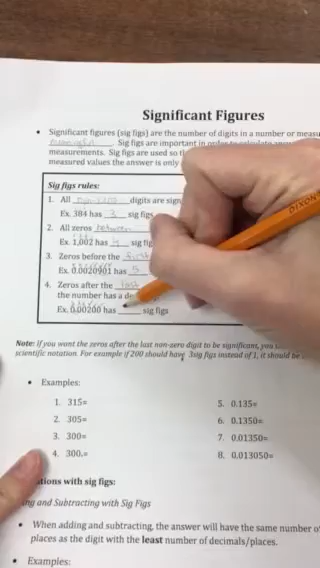 Significant Figures
• Significant figures (sig figs) are the number of digits in a number or
Sig figs are important in order to
measurements. Sig figs are used so
measured values the answer is only
Sig figs rules:
1. All non-zero digits are
Ex. 384 has 3 sig figs
2. All zeros between
Ex. 1,002 has 4 sig
3. Zeros before the first
Ex. 0.0020901 has 5
4. Zeros after the last
the number has a
Ex. 0.00200 has ____ sig figs
Note: if you want the zeros after the last non-zero digit to be significant, you
scientific notation. For example if 200 should have 3sig figs instead of 1, it should be
• Examples:
1. 315=
2. 305=
3. 300=
4. 300.=
5. 0.135=
6. 0.1350=
7. 0.01350=
8. 0.013050=
with sig figs:
and Subtracting with Sig Figs
• When adding and subtracting, the answer will have the same number
places as the digit with the least number of decimals/places.
• Examples:
DIXON